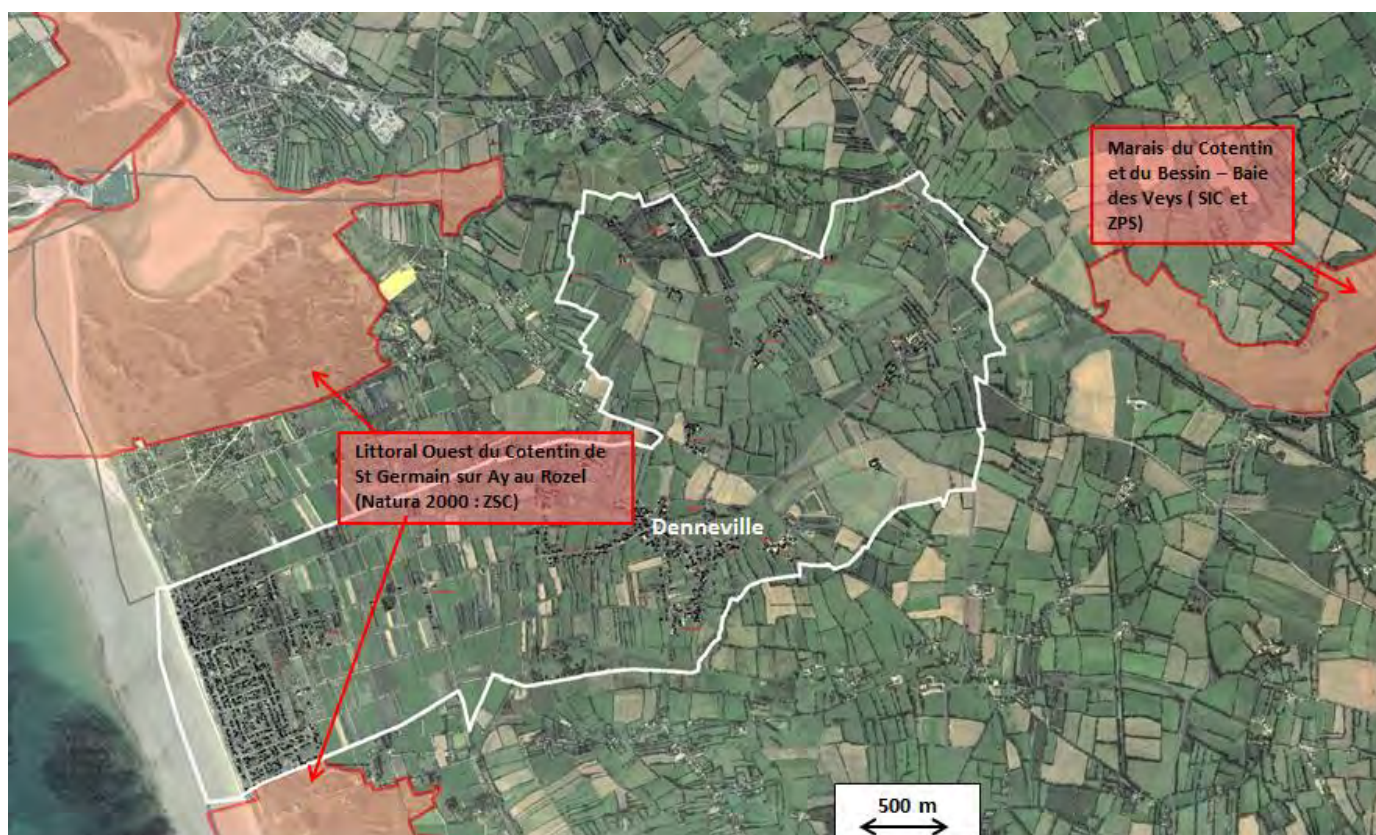 Marais du Cotentin
et du Bessin – Baie
des Veys ( SIC et
ZPS)
Littoral Ouest du Cotentin de
St Germain sur Ay au Rozel
(Natura 2000 : ZSC)
Denneville
500 m